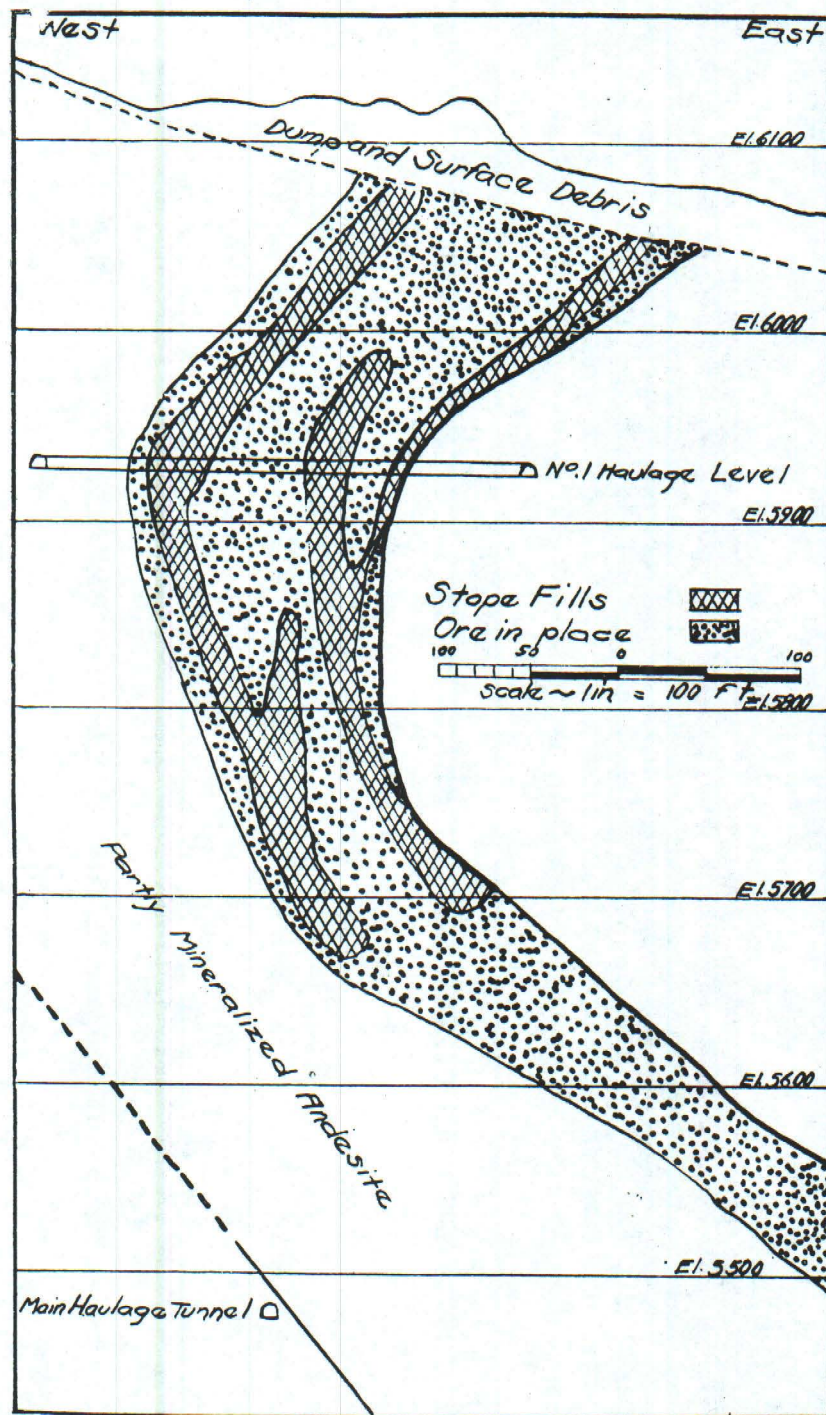 West
East
Dump and Surface Debris
El.6100
El.6000
No.1 Haulage Level
El.5900
Stope Fills
Ore in place
100 50 0 100
Scale ~ 1in = 100 Ft
El.5800
El.5700
Partly Mineralized Andesite
El.5600
El.5500
Main Haulage Tunnel